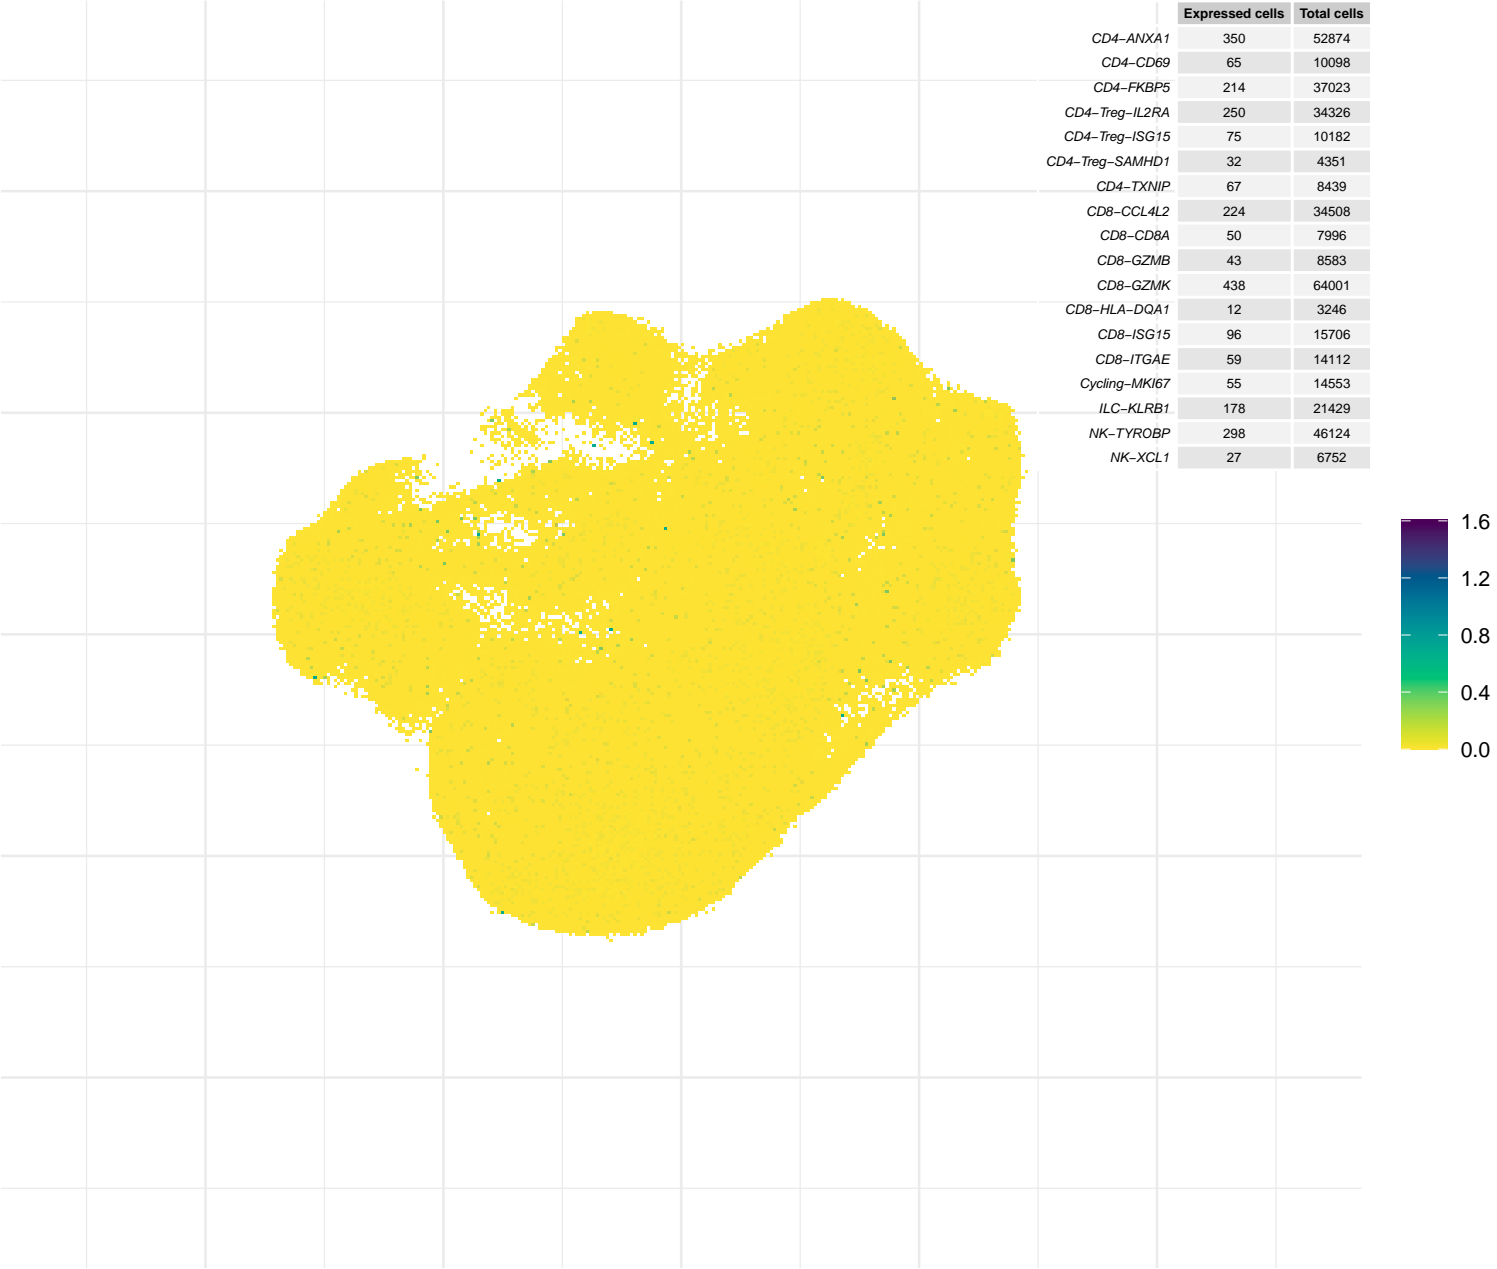 Expressed cells Total cells
CD4−ANXA1 350 52874
CD4−CD69 65 10098
CD4−FKBP5 214 37023
CD4−Treg−IL2RA 250 34326
CD4−Treg−ISG15 75 10182
CD4−Treg−SAMHD1 32 4351
CD4−TXNIP 67 8439
CD8−CCL4L2 224 34508
CD8−CD8A 50 7996
CD8−GZMB 43 8583
CD8−GZMK 438 64001
CD8−HLA−DQA1 12 3246
CD8−ISG15 96 15706
CD8−ITGAE 59 14112
Cycling−MKI67 55 14553
ILC−KLRB1 178 21429
NK−TYROBP 298 46124
NK−XCL1 27 6752
1.6
1.2
0.8
0.4
0.0